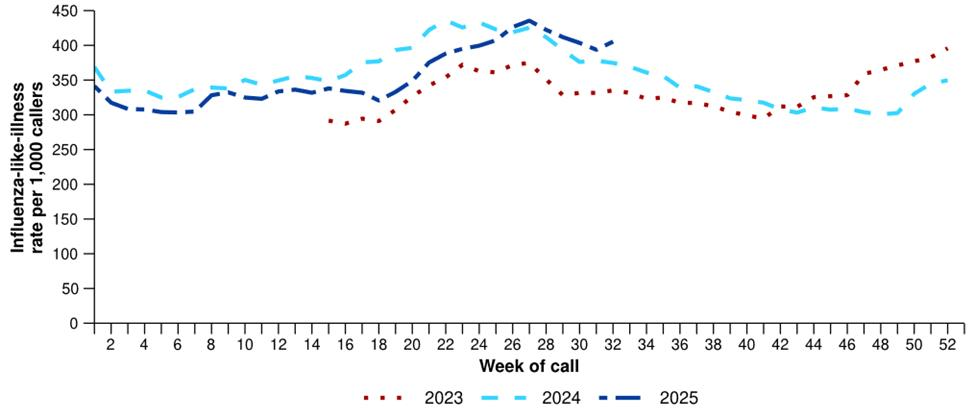 450
400
350
300
250
200
150
100
50
0
Influenza-like-illness
rate per 1,000 callers
2 4 6 8 10 12 14 16 18 20 22 24 26 28 30 32 34 36 38 40 42 44 46 48 50 52
Week of call
2023 2024 2025